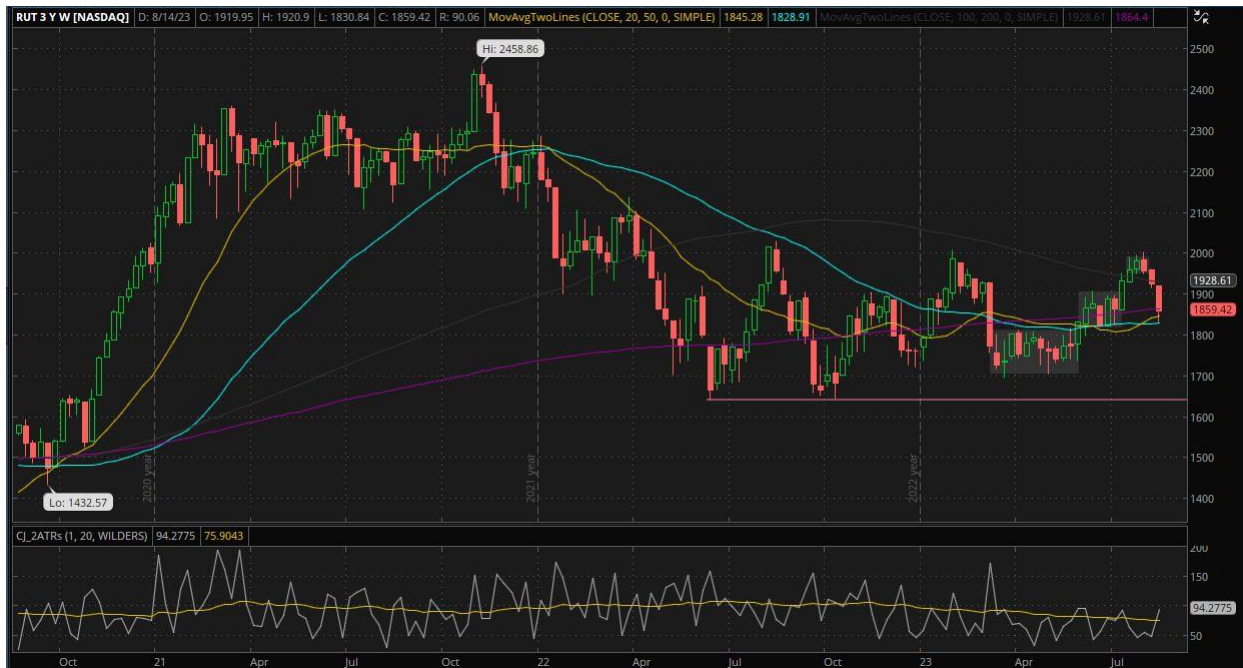 RUT 3 Y W [NASDAQ] D: 8/14/23 O: 1919.95 H: 1920.9 L: 1830.84 C: 1859.42 R: 90.06 MovAvgTwoLines (CLOSE, 20, 50, 0, SIMPLE) 1845.28 1828.91 MovAvgTwoLines (CLOSE, 100, 200, 0, SIMPLE) 1928.61 1864.4
2500
Hi: 2458.86
2400
2300
2200
2100
2000
1928.61
1900
1859.42
1800
1700
1600
1500
1400
2020 year
2021 year
2022 year
Lo: 1432.57
CJ_2ATRs (1, 20, WILDERS) 94.2775 75.9043
200
150
94.2775
50
Oct 21 Apr Jul Oct 22 Apr Jul Oct 23 Apr Jul